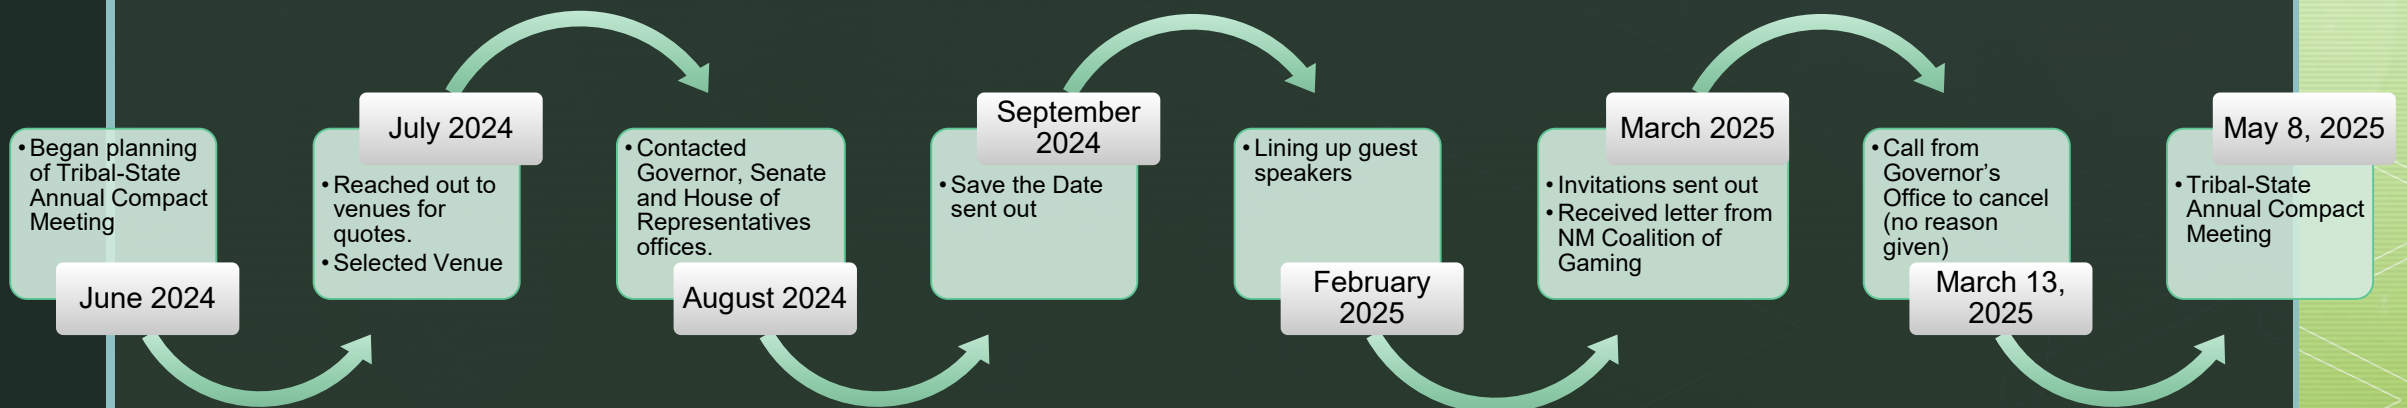 • Began planning
of Tribal-State
Annual Compact
Meeting
June 2024
July 2024
• Reached out to
venues for
quotes.
• Selected Venue
• Contacted
Governor, Senate
and House of
Representatives
offices.
August 2024
September
2024
• Save the Date
sent out
• Lining up guest
speakers
February
2025
March 2025
• Invitations sent out
• Received letter from
NM Coalition of
Gaming
• Call from
Governor’s
Office to cancel
(no reason
given)
March 13,
2025
May 8, 2025
• Tribal-State
Annual Compact
Meeting